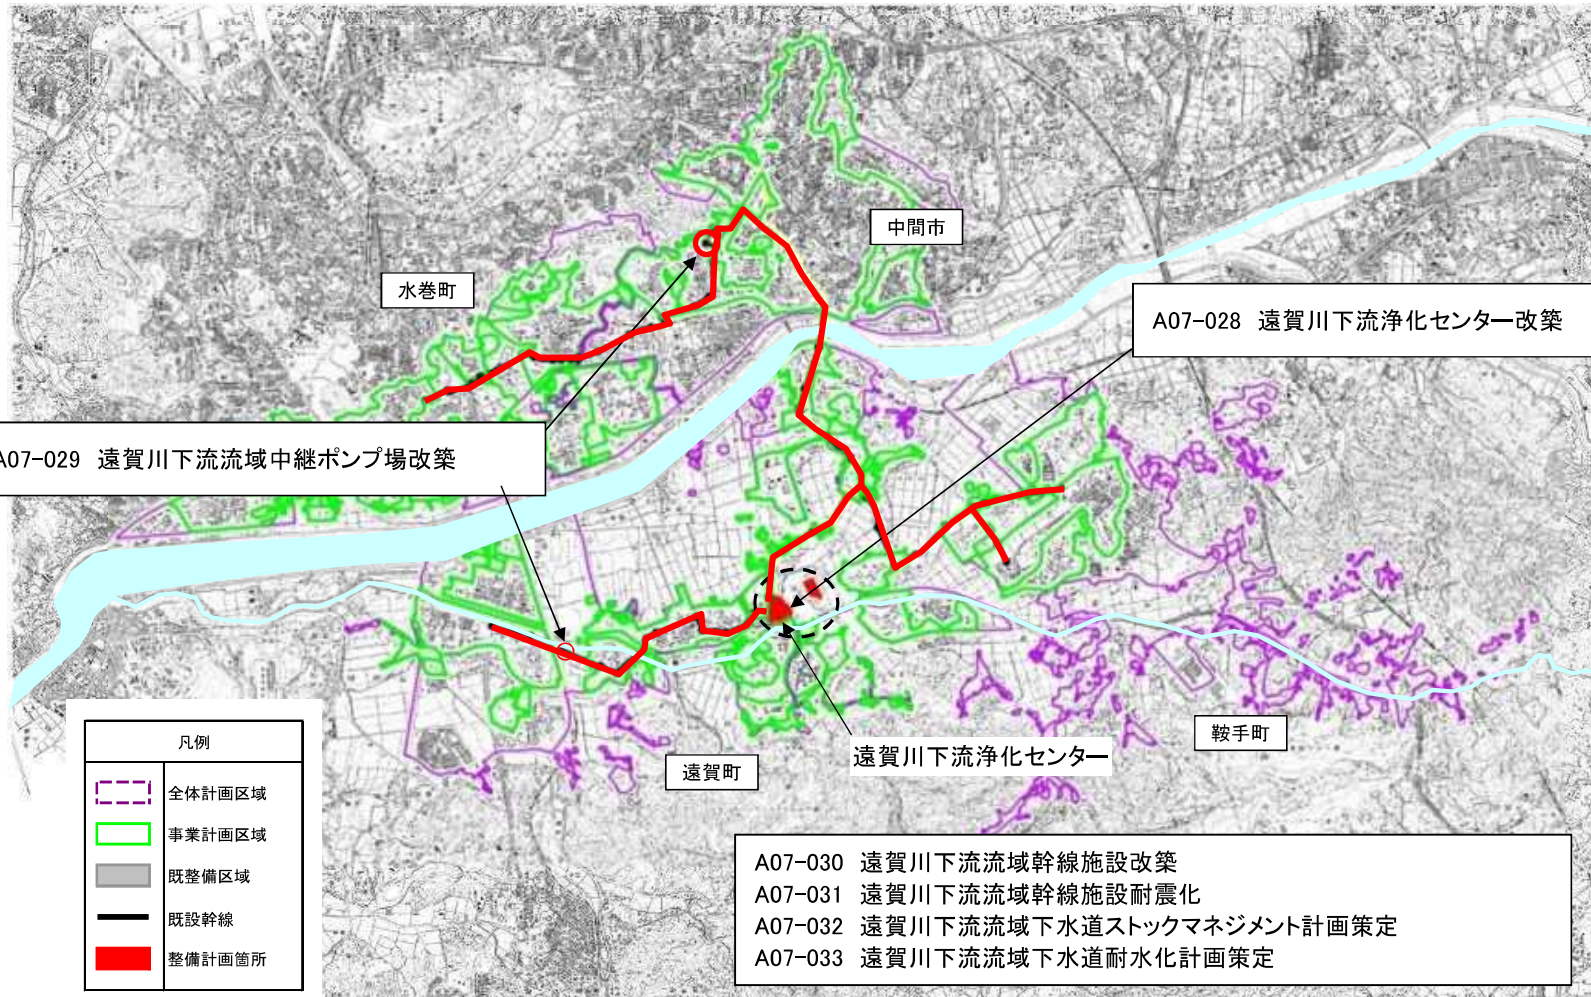 中間市
水巻町
A07-028 遠賀川下流浄化センター改築
A07-029 遠賀川下流流域中継ポンプ場改築
鞍手町
遠賀川下流浄化センター
遠賀町
凡例
全体計画区域
事業計画区域
既整備区域
既設幹線
整備計画箇所
A07-030 遠賀川下流流域幹線施設改築
A07-031 遠賀川下流流域幹線施設耐震化
A07-032 遠賀川下流流域下水道ストックマネジメント計画策定
A07-033 遠賀川下流流域下水道耐水化計画策定